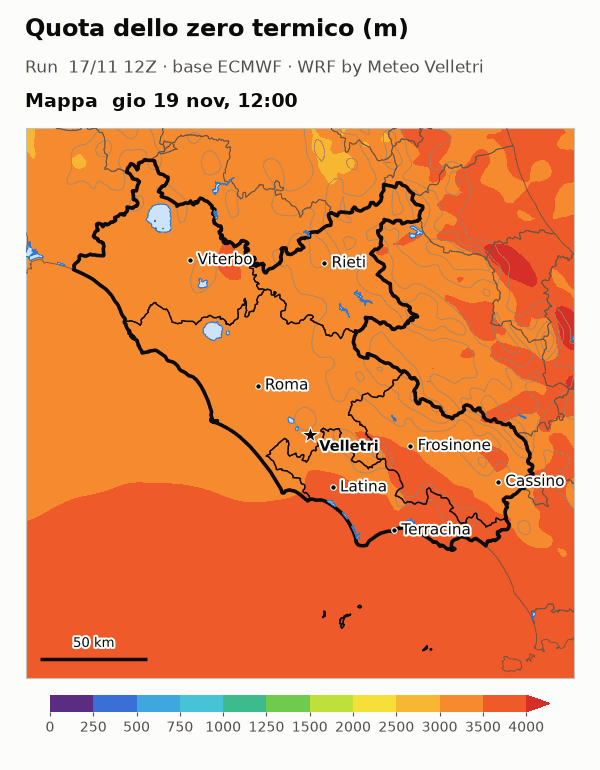 Quota dello zero termico (m)
Run  17/11 12Z · base ECMWF · WRF by Meteo Velletri
Mappa  gio 19 nov, 12:00
Viterbo
Rieti
Roma
Velletri
Frosinone
Latina
Cassino
Terracina
50 km
0 250 500 750 1000 1250 1500 2000 2500 3000 3500 4000